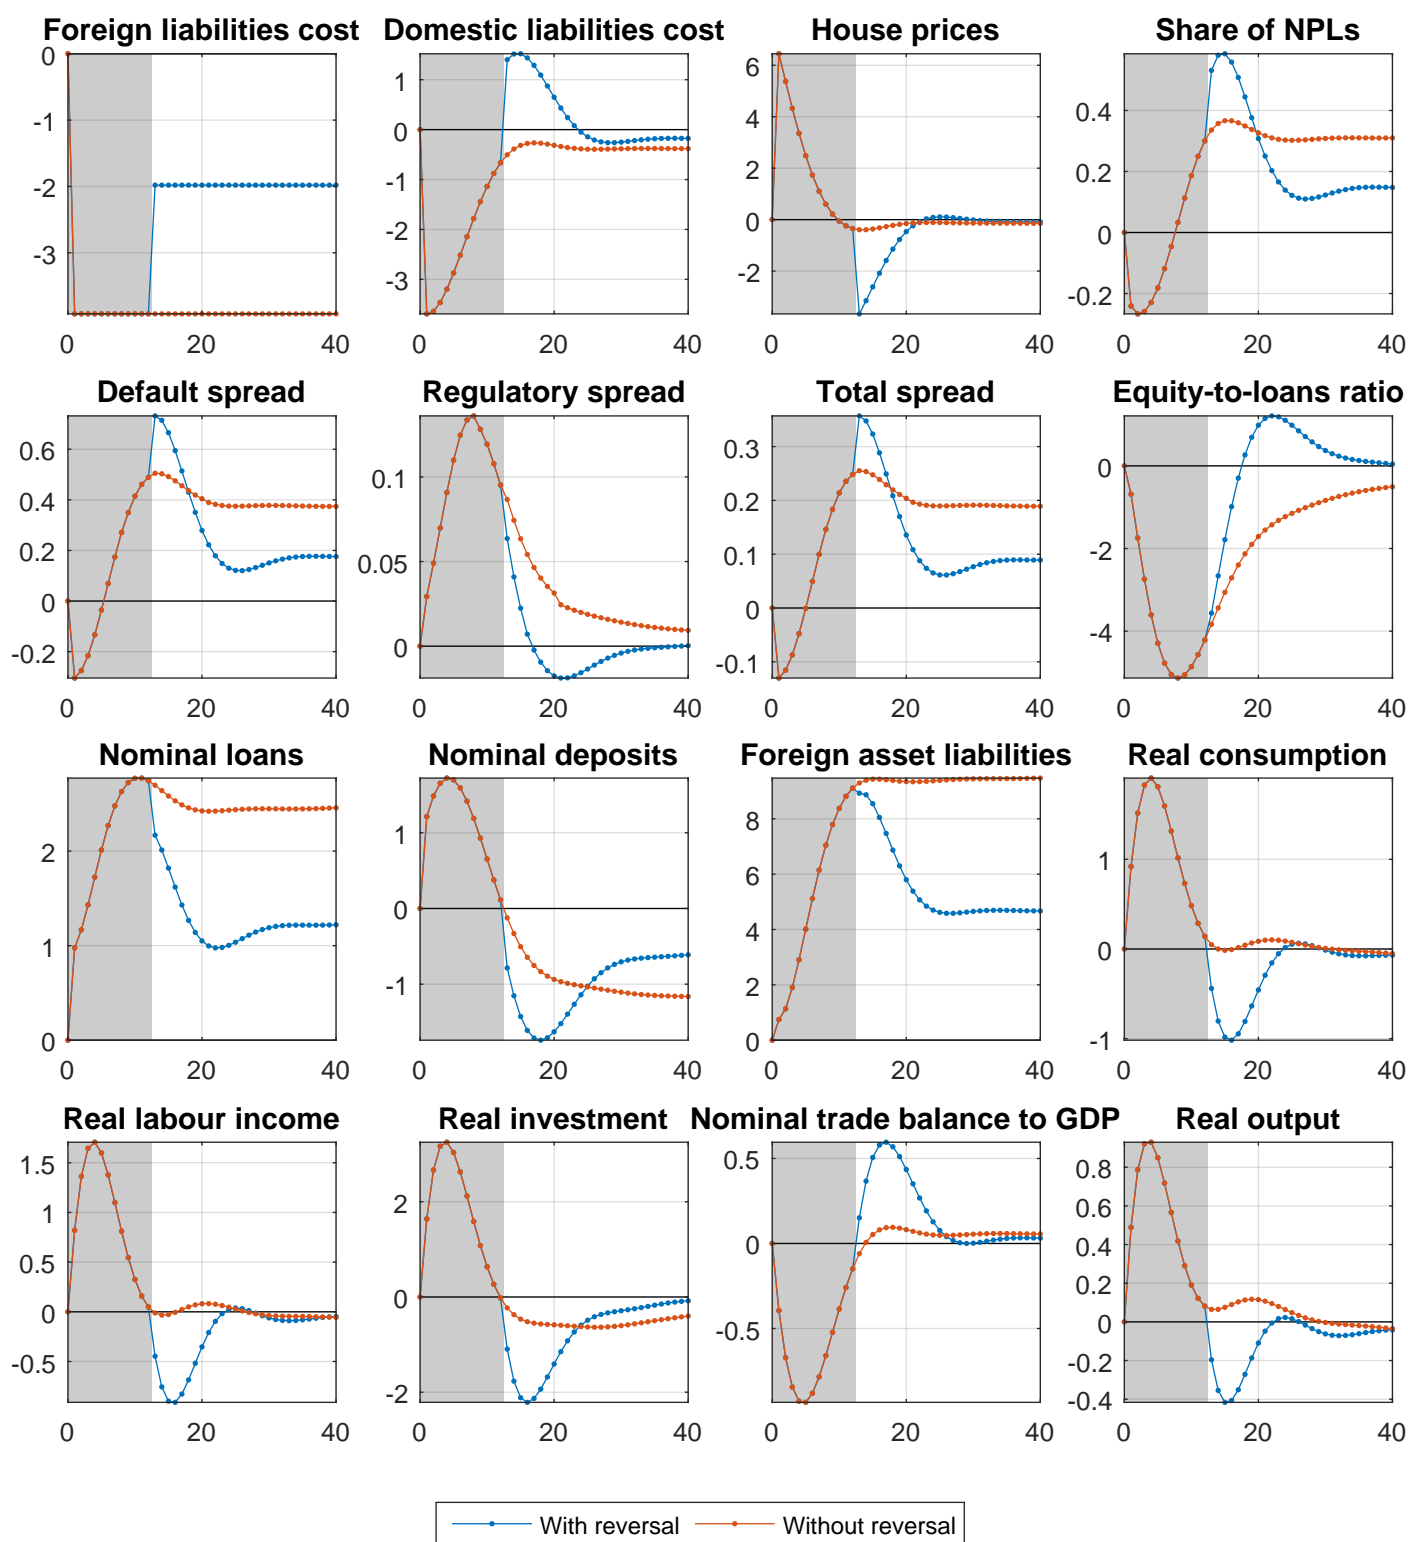 Foreign liabilities cost
0
-1
-2
-3
0 20 40
Domestic liabilities cost
1
0
-1
-2
-3
0 20 40
House prices
6
4
2
0
-2
0 20 40
Share of NPLs
0.4
0.2
0
-0.2
0 20 40
Default spread
0.6
0.4
0.2
0
-0.2
0 20 40
Regulatory spread
0.1
0.05
0
0 20 40
Total spread
0.3
0.2
0.1
0
-0.1
0 20 40
Equity-to-loans ratio
0
-2
-4
0 20 40
Nominal loans
2
1
0
0 20 40
Nominal deposits
1
0
-1
0 20 40
Foreign asset liabilities
8
6
4
2
0
0 20 40
Real consumption
1
0
-1
0 20 40
Real labour income
1.5
1
0.5
0
-0.5
0 20 40
Real investment
2
0
-2
0 20 40
Nominal trade balance to GDP
0.5
0
-0.5
0 20 40
Real output
0.8
0.6
0.4
0.2
0
-0.2
-0.4
0 20 40
With reversal
Without reversal